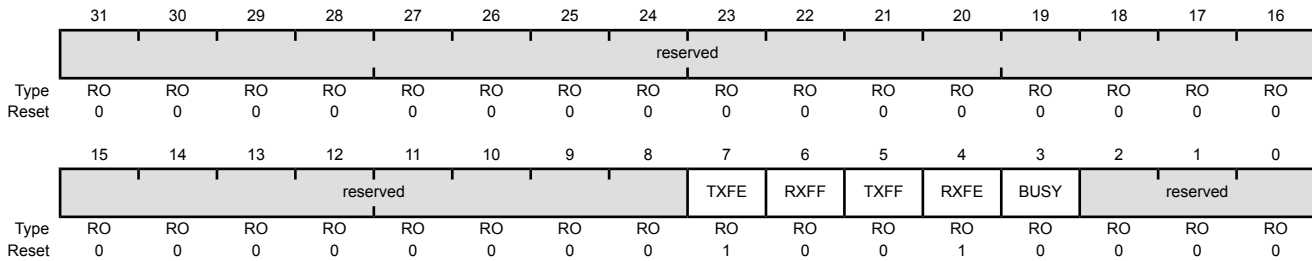 31 30 29 28 27 26 25 24 23 22 21 20 19 18 17 16
reserved
Type RO RO RO RO RO RO RO RO RO RO RO RO RO RO RO RO
Reset 0 0 0 0 0 0 0 0 0 0 0 0 0 0 0 0
15 14 13 12 11 10 9 8 7 6 5 4 3 2 1 0
reserved TXFE RXFF TXFF RXFE BUSY reserved
Type RO RO RO RO RO RO RO RO RO RO RO RO RO RO RO RO
Reset 0 0 0 0 0 0 0 0 1 0 0 1 0 0 0 0